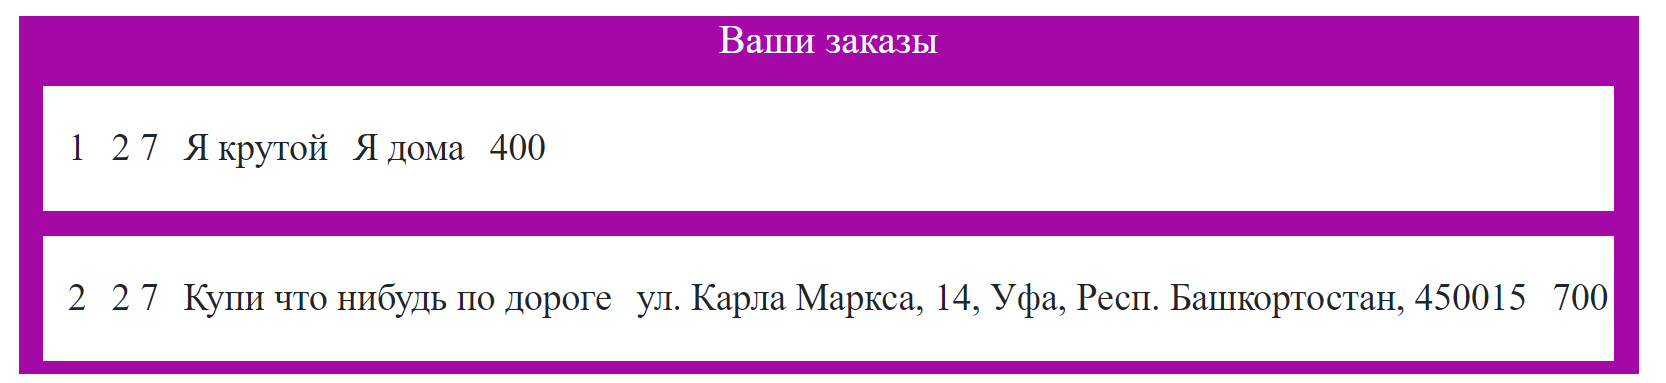 Ваши заказы
1 2 7 Я крутой Я дома 400
2 2 7 Купи что нибудь по дороге ул. Карла Маркса, 14, Уфа, Респ. Башкортостан, 450015 700